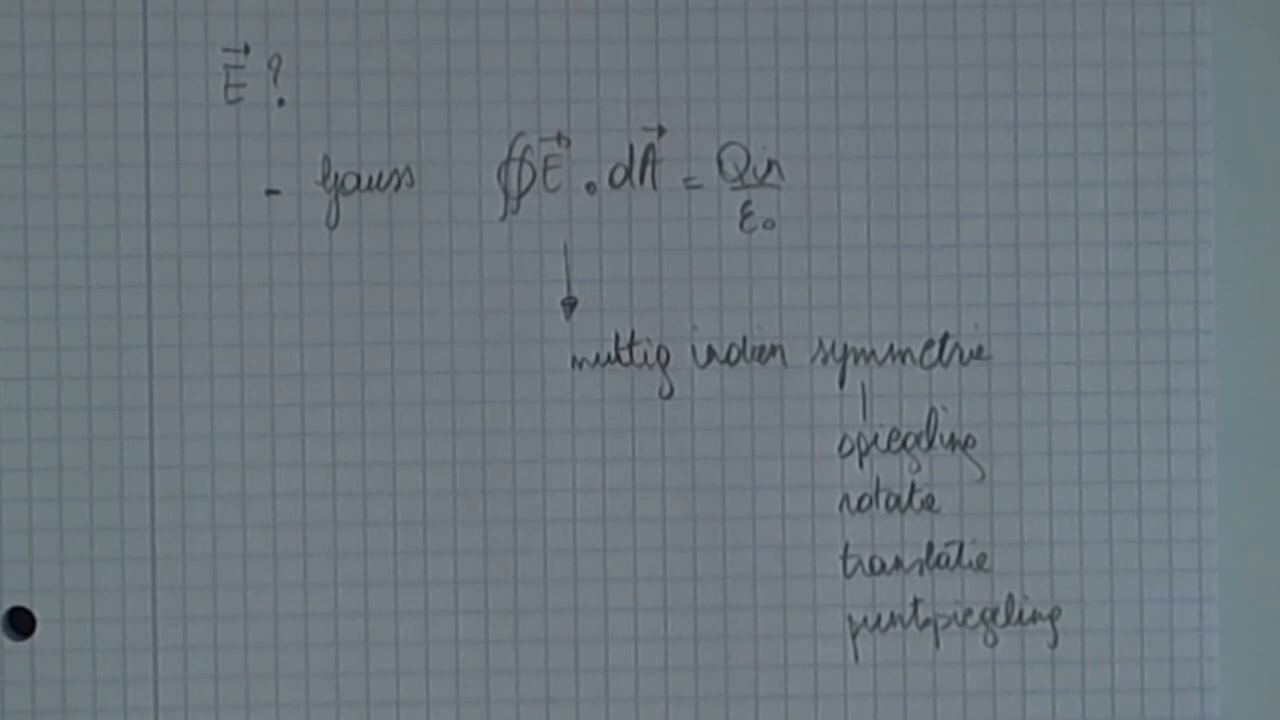 E⃗ ?
- Gauss ∯E⃗ . dA⃗ = Qin/ε₀
nuttig indien symmetrie
spiegeling
rotatie
translatie
puntspiegeling